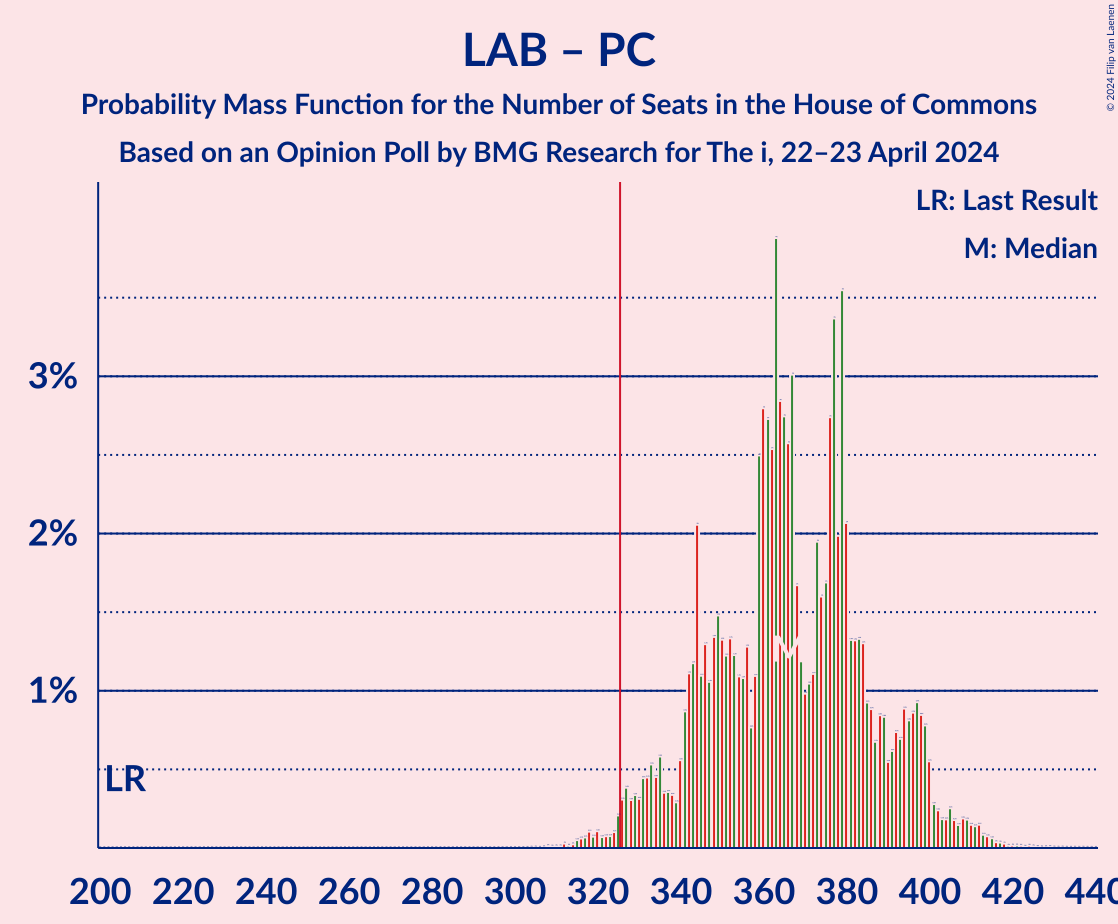 LAB – PC
Probability Mass Function for the Number of Seats in the House of Commons
Based on an Opinion Poll by BMG Research for The i, 22–23 April 2024
© 2024 Filip van Laenen
LR: Last Result
M: Median
3%
2%
1%
LR
M
200 220 240 260 280 300 320 340 360 380 400 420 440